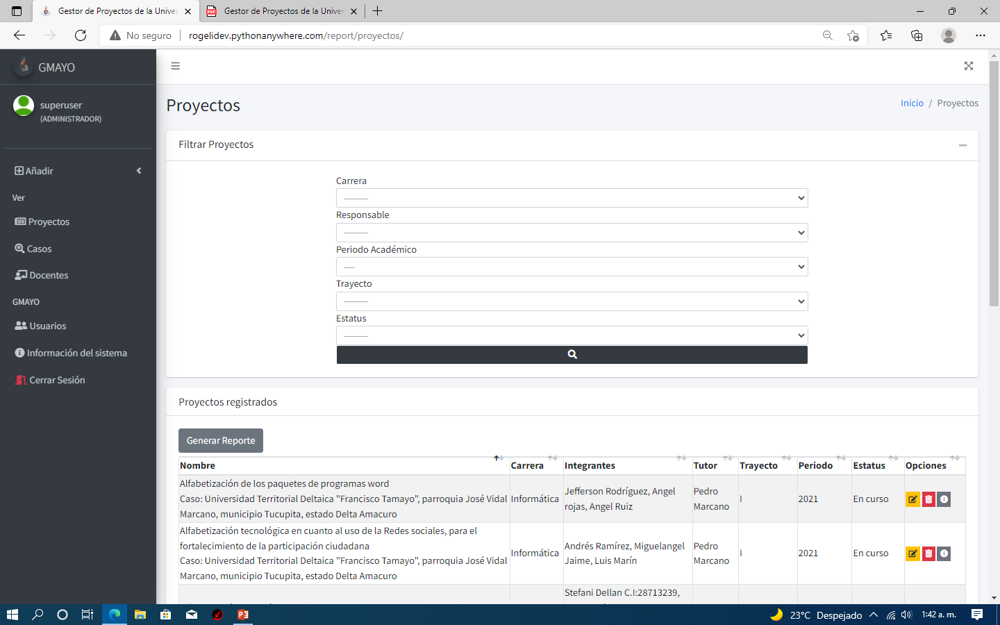 Gestor de Proyectos de la Univer
Gestor de Proyectos de la Univer
No seguro
rogelidev.pythonanywhere.com/report/proyectos/
GMAYO
superuser
(ADMINISTRADOR)
Añadir
Ver
Proyectos
Casos
Docentes
GMAYO
Usuarios
Información del sistema
Cerrar Sesión
Proyectos
Inicio / Proyectos
Filtrar Proyectos
Carrera
---------
Responsable
---------
Periodo Académico
----
Trayecto
---------
Estatus
---------
Proyectos registrados
Generar Reporte
Nombre Carrera Integrantes Tutor Trayecto Periodo Estatus Opciones
Alfabetización de los paquetes de programas word
Caso: Universidad Territorial Deltaica "Francisco Tamayo", parroquia José Vidal
Marcano, municipio Tucupita, estado Delta Amacuro
Informática
Jefferson Rodríguez, Angel
rojas, Angel Ruiz
Pedro
Marcano
I
2021
En curso
Alfabetización tecnológica en cuanto al uso de la Redes sociales, para el
fortalecimiento de la participación ciudadana
Caso: Universidad Territorial Deltaica "Francisco Tamayo", parroquia José Vidal
Marcano, municipio Tucupita, estado Delta Amacuro
Informática
Andrés Ramírez, Miguelangel
Jaime, Luis Marín
Pedro
Marcano
I
2021
En curso
Stefani Dellan C.I:28713239,
23°C Despejado
1:42 a. m.